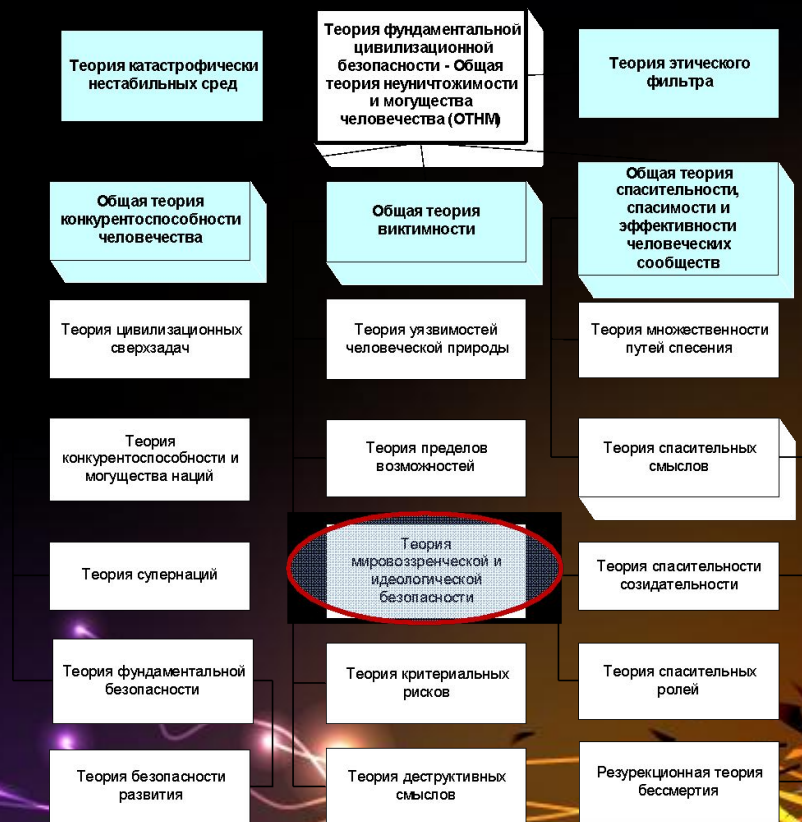 Теория катастрофически
нестабильных сред
Теория фундаментальной
цивилизационной
безопасности - Общая
теория неуничтожимости
и могущества
человечества (ОТНМ)
Теория этического
фильтра
Общая теория
конкурентоспособности
человечества
Общая теория
виктимности
Общая теория
спасительности,
спасимости и
эффективности
человеческих
сообществ
Теория цивилизационных
сверхзадач
Теория уязвимостей
человеческой природы
Теория множественности
путей спесения
Теория
конкурентоспособности и
могущества наций
Теория пределов
возможностей
Теория спасительных
смыслов
Теория супернаций
Теория
мировоззренческой и
идеологической
безопасности
Теория спасительности
созидательности
Теория фундаментальной
безопасности
Теория критериальных
рисков
Теория спасительных
ролей
Теория безопасности
развития
Теория деструктивных
смыслов
Резурекционная теория
бессмертия